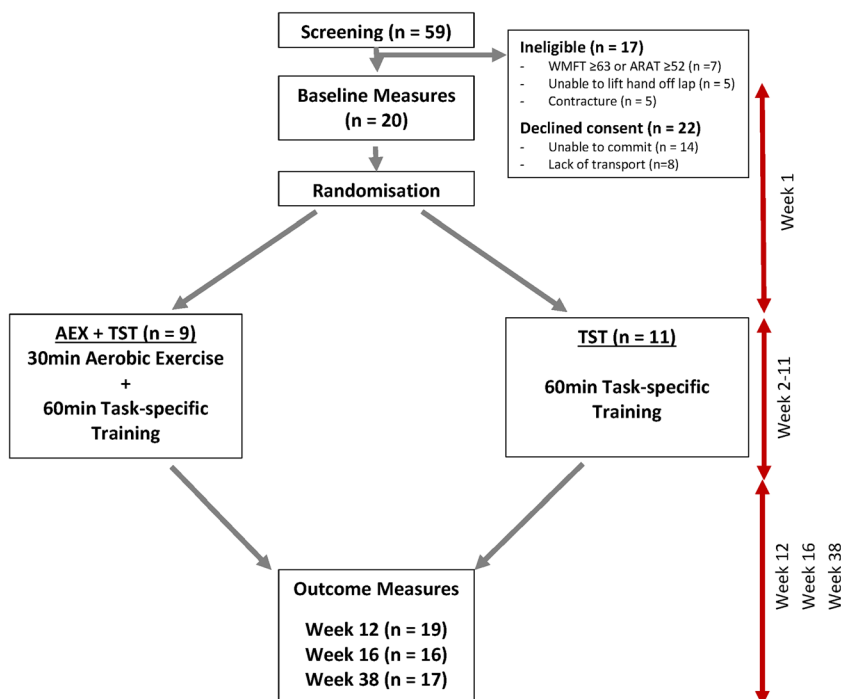 Screening (n = 59)
Ineligible (n = 17)
- WMFT ≥63 or ARAT ≥52 (n =7)
- Unable to lift hand off lap (n = 5)
- Contracture (n = 5)
Declined consent (n = 22)
- Unable to commit (n = 14)
- Lack of transport (n=8)
Baseline Measures
(n = 20)
Randomisation
Week 1
AEX + TST (n = 9)
30min Aerobic Exercise
+
60min Task-specific
Training
TST (n = 11)
60min Task-specific
Training
Week 2-11
Outcome Measures
Week 12 (n = 19)
Week 16 (n = 16)
Week 38 (n = 17)
Week 12
Week 16
Week 38